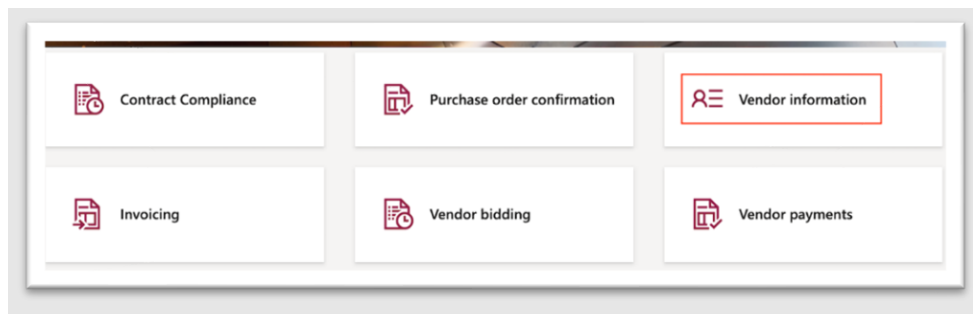 Contract Compliance
Purchase order confirmation
Vendor information
Invoicing
Vendor bidding
Vendor payments